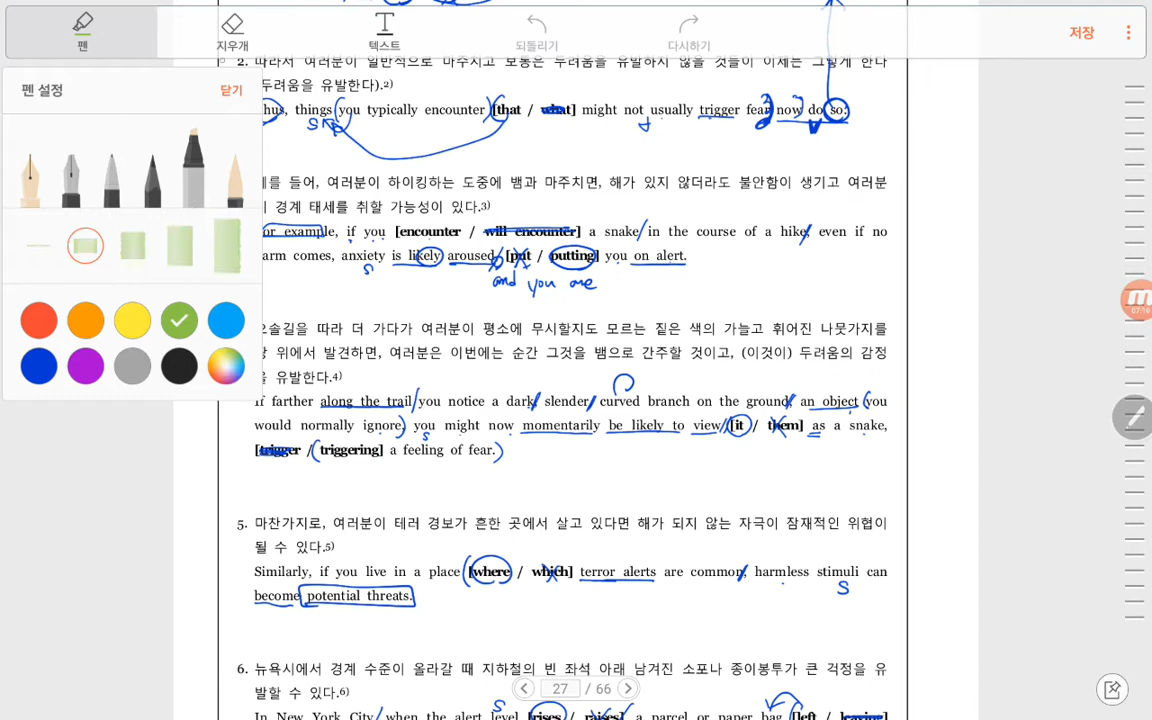 펜
지우개
텍스트
되돌리기
다시하기
저장
펜 설정
닫기
2. 따라서 여러분이 일반적으로 마주치고 보통은 두려움을 유발하지 않을 것들이 이제는 그렇게 한다
두려움을 유발한다).2)
hus, things you typically encounter [that / what] might not usually trigger fear now do so.
S
를 들어, 여러분이 하이킹하는 도중에 뱀과 마주치면, 해가 있지 않더라도 불안함이 생기고 여러분
경계 태세를 취할 가능성이 있다.3)
or example, if you [encounter / will encounter] a snake in the course of a hike, even if no
arm comes, anxiety is likely aroused, [put / putting] you on alert.
S
and you are
오솔길을 따라 더 가다가 여러분이 평소에 무시할지도 모르는 짙은 색의 가늘고 휘어진 나뭇가지를
위에서 발견하면, 여러분은 이번에는 순간 그것을 뱀으로 간주할 것이고, (이것이) 두려움의 감정
을 유발한다.4)
If farther along the trail you notice a dark, slender, curved branch on the ground, an object (you
would normally ignore,) you might now momentarily be likely to view [it / them] as a snake,
S
[trigger / (triggering] a feeling of fear.)
5. 마찬가지로, 여러분이 테러 경보가 흔한 곳에서 살고 있다면 해가 되지 않는 자극이 잠재적인 위협이
될 수 있다.5)
Similarly, if you live in a place ([where / which] terror alerts are common, harmless stimuli can
S
become potential threats.
6. 뉴욕시에서 경계 수준이 올라갈 때 지하철의 빈 좌석 아래 남겨진 소포나 종이봉투가 큰 걱정을 유
발할 수 있다.6)
27 / 66
S
In New York City, when the alert level [rises / raises] a parcel or paper bag [left / leaving]
07:16